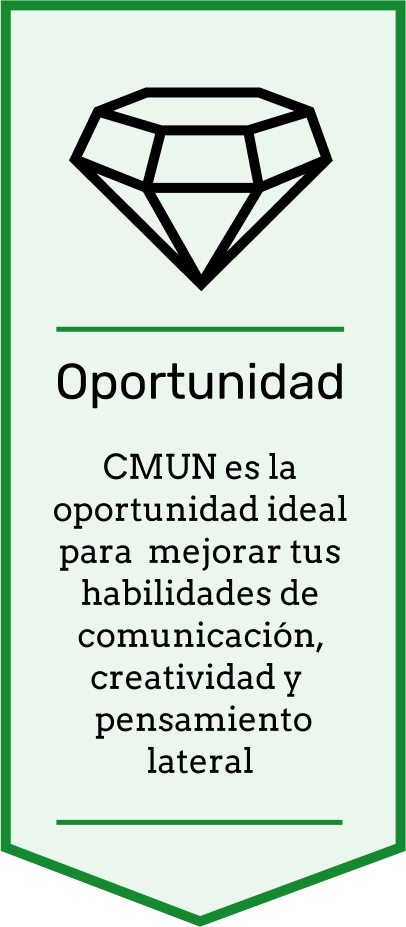 Oportunidad
CMUN es la
oportunidad ideal
para  mejorar tus
habilidades de
comunicación,
creatividad y
pensamiento
lateral